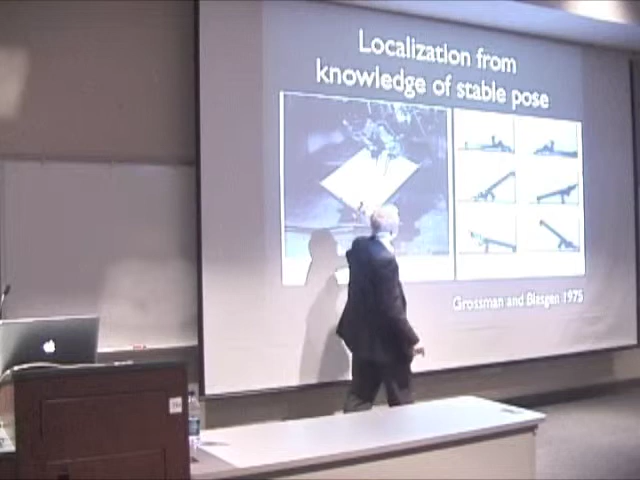 Localization from
knowledge of stable pose
Grossman and Blasgen 1975